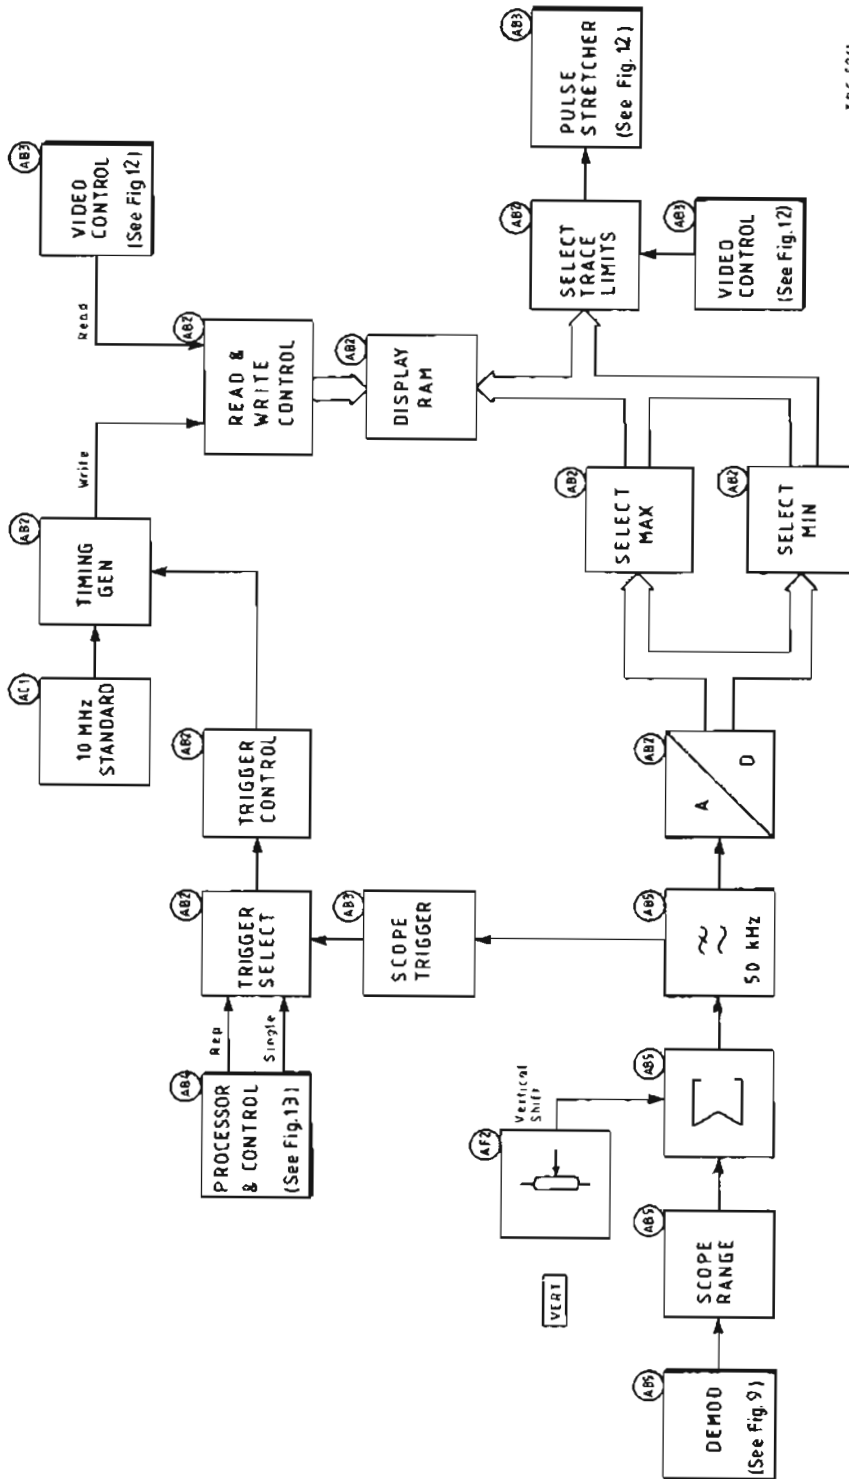 AB3
VIDEO
CONTROL
(See Fig 12)
Read
AB2
READ &
WRITE
CONTROL
Write
AB2
TIMING
GEN
AC1
10 MHz
STANDARD
AB2
DISPLAY
RAM
AB2
TRIGGER
CONTROL
AB2
TRIGGER
SELECT
Rep
Single
AB4
PROCESSOR
& CONTROL
(See Fig.13)
AB3
SCOPE
TRIGGER
AB3
PULSE
STRETCHER
(See Fig.12)
AB2
SELECT
TRACE
LIMITS
AB3
VIDEO
CONTROL
(See Fig.12)
AB2
SELECT
MAX
AB2
SELECT
MIN
AB2
A
D
AB5
50 kHz
AB5
Σ
Vertical
Shift
AF2
VERT
AB5
SCOPE
RANGE
AB5
DEMOD
(See Fig 9)